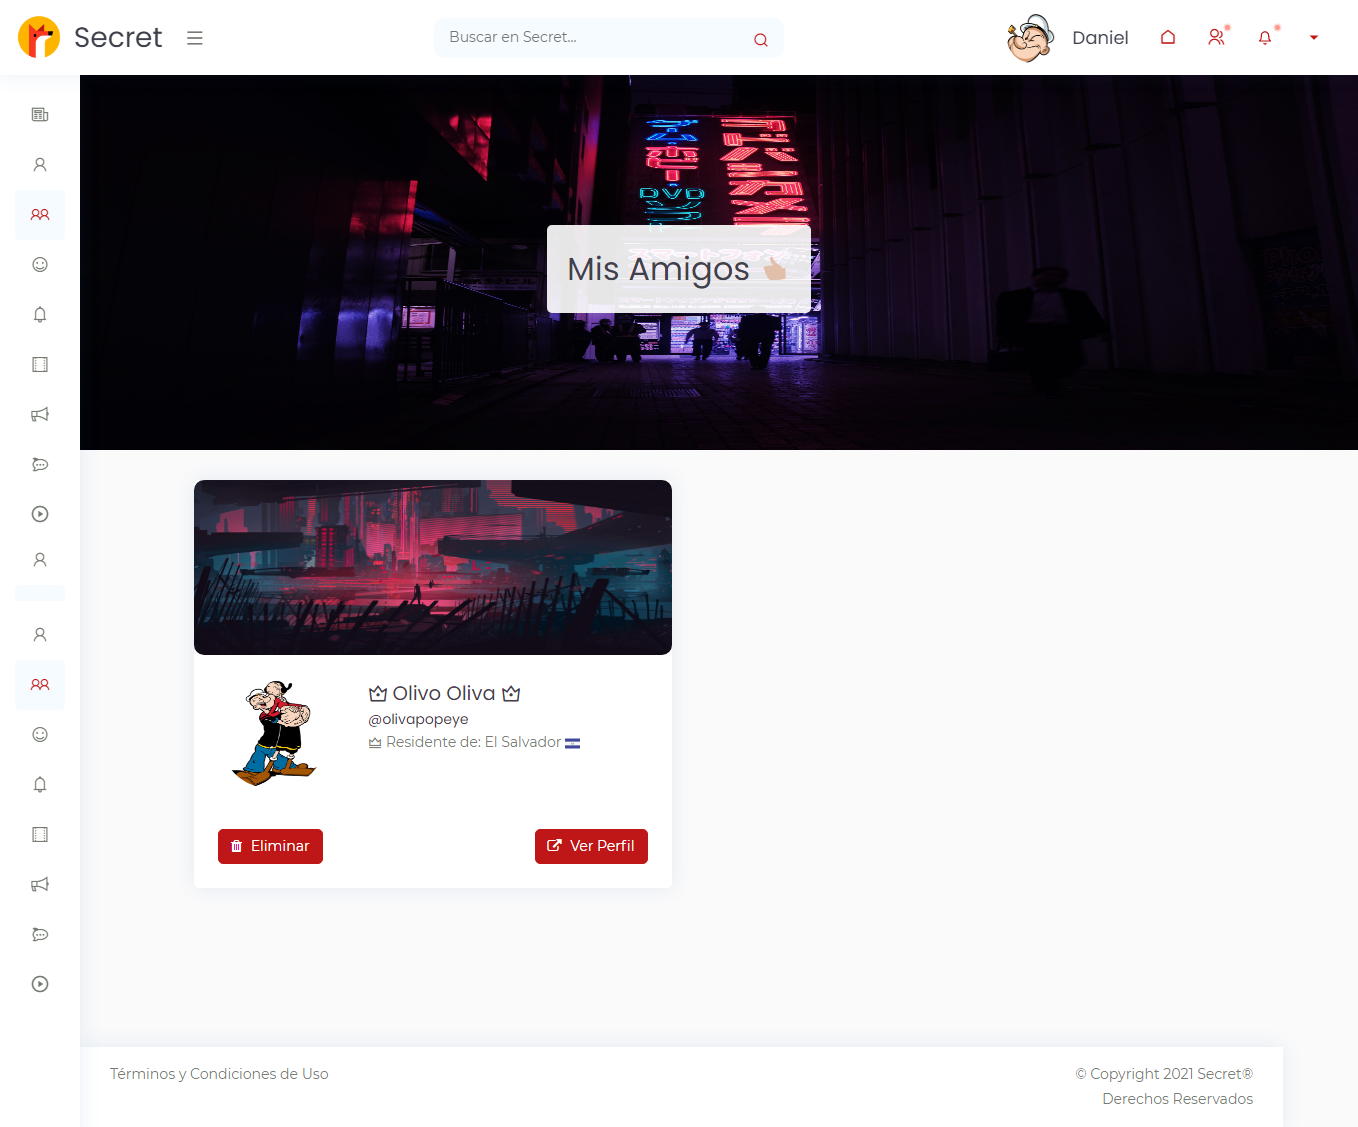 Secret
Buscar en Secret...
Daniel
DVD
Mis Amigos
Olivo Oliva
@olivapopeye
Residente de: El Salvador
Eliminar
Ver Perfil
Términos y Condiciones de Uso
© Copyright 2021 Secret®
Derechos Reservados